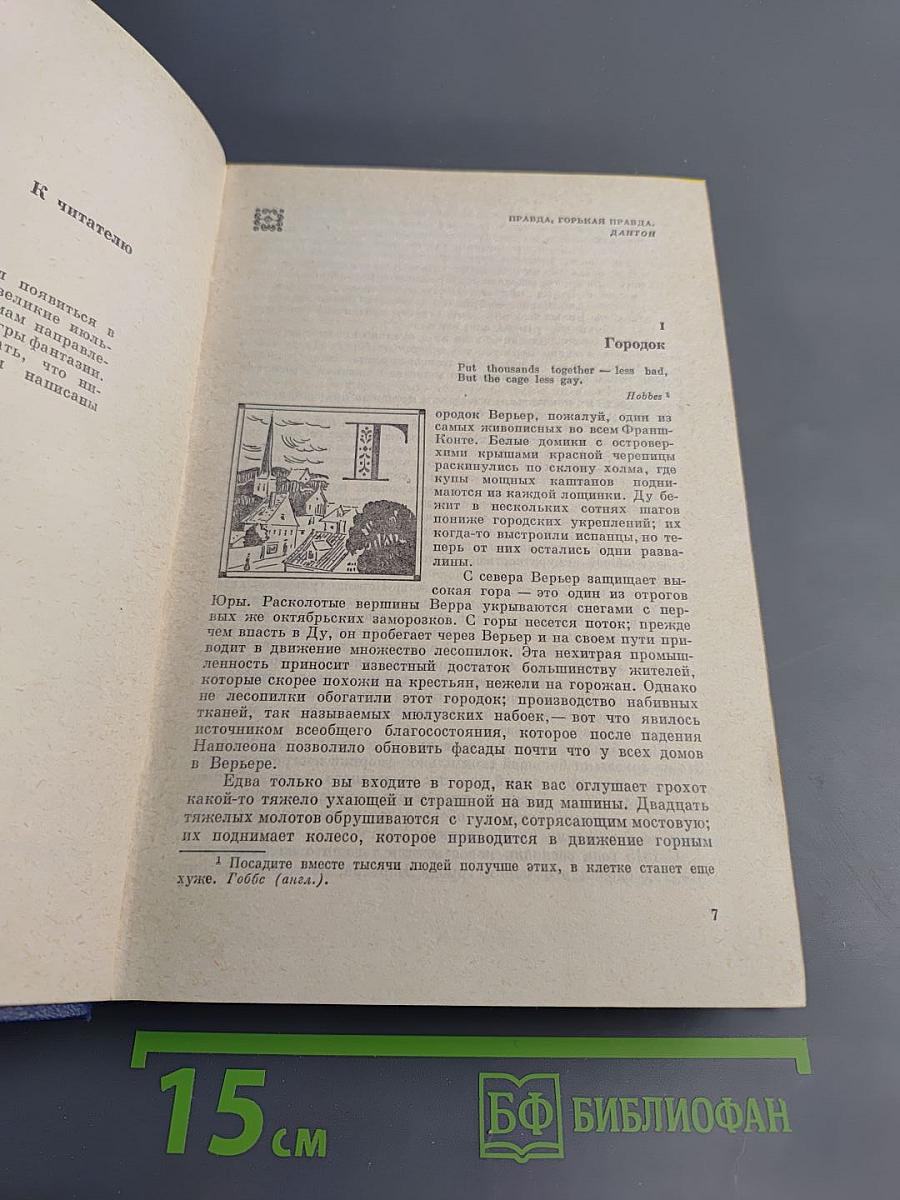 К читателю
появиться в
великие июль-
направле-
фантазии.
что ни-
написаны
ПРАВДА, ГОРЬКАЯ ПРАВДА.
ДАНТОН
I
Городок
Put thousands together — less bad,
But the cage less gay.
Hobbes ¹
Г
ородок Верьер, пожалуй, один из
самых живописных во всем Франш-
Конте. Белые домики с островер-
хими крышами красной черепицы
раскинулись по склону холма, где
купы мощных каштанов подни-
маются из каждой лощинки. Ду бе-
жит в нескольких сотнях шагов
пониже городских укреплений; их
когда-то выстроили испанцы, но те-
перь от них остались одни разва-
лины.
С севера Верьер защищает вы-
сокая гора — это один из отрогов
Юры. Расколотые вершины Верра укрываются снегами с пер-
вых же октябрьских заморозков. С горы несется поток; прежде
чем впасть в Ду, он пробегает через Верьер и на своем пути при-
водит в движение множество лесопилок. Эта нехитрая промыш-
ленность приносит известный достаток большинству жителей,
которые скорее похожи на крестьян, нежели на горожан. Однако
не лесопилки обогатили этот городок; производство набивных
тканей, так называемых мюлузских набоек,— вот что явилось
источником всеобщего благосостояния, которое после падения
Наполеона позволило обновить фасады почти что у всех домов
в Верьере.
Едва только вы входите в город, как вас оглушает грохот
какой-то тяжело ухающей и страшной на вид машины. Двадцать
тяжелых молотов обрушиваются с гулом, сотрясающим мостовую;
их поднимает колесо, которое приводится в движение горным
¹ Посадите вместе тысячи людей получше этих, в клетке станет еще
хуже. Гоббс (англ.).
7
15 см
БФ БИБЛИОФАН